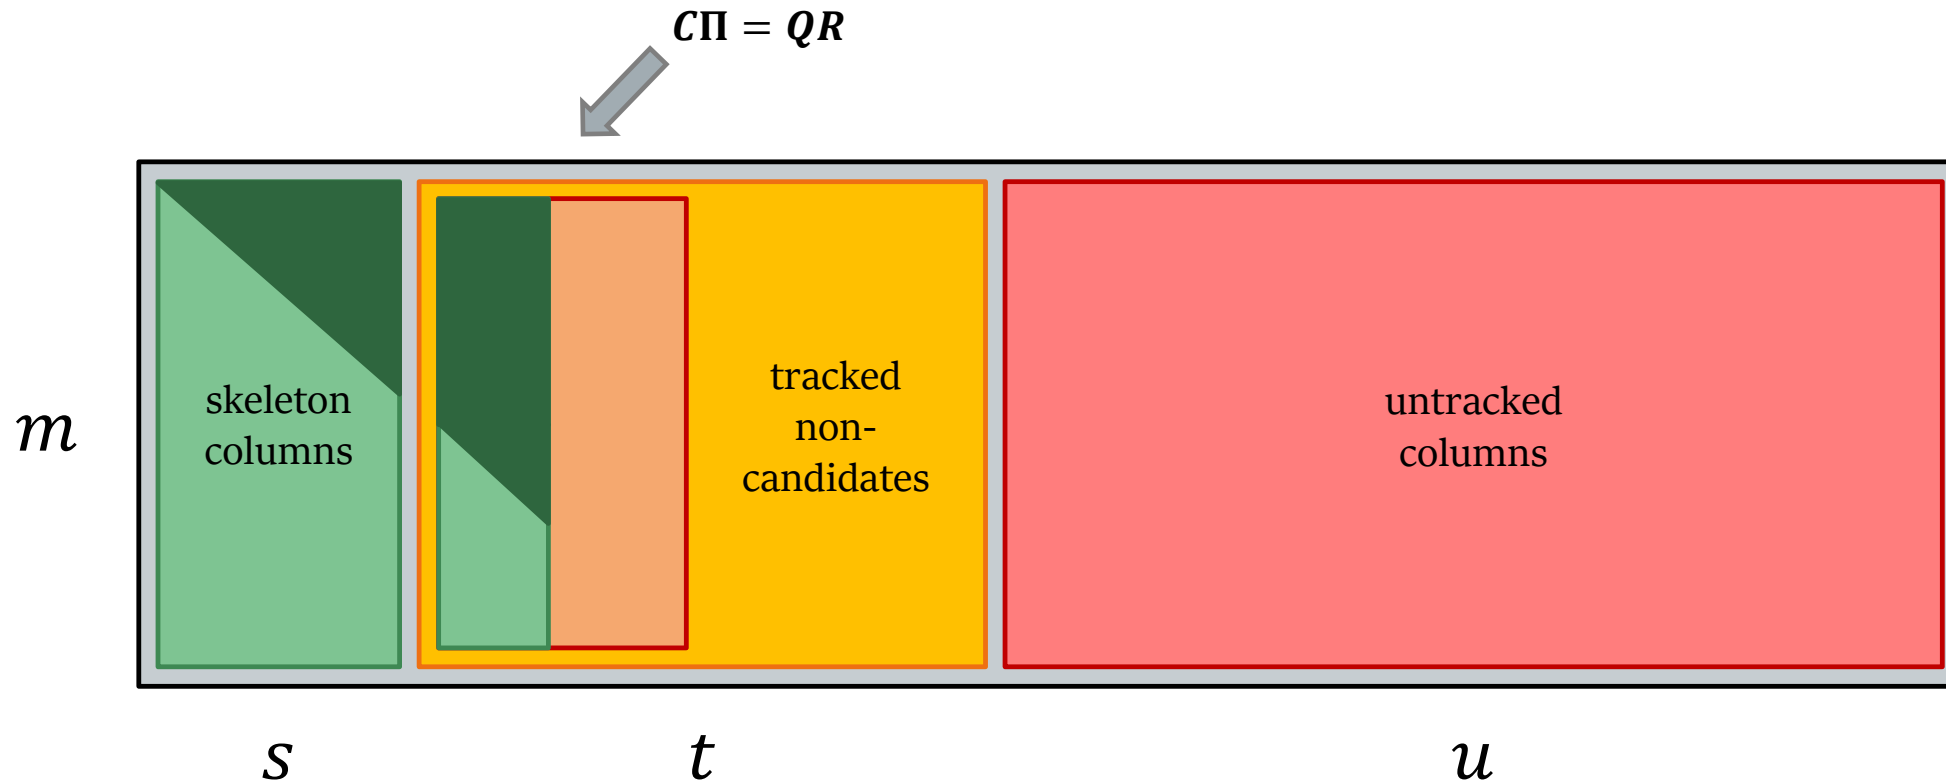 CΠ = QR
skeleton
columns
tracked
non-
candidates
untracked
columns
m
s
t
u